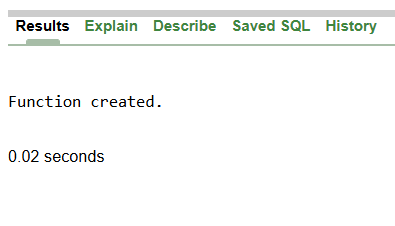 Results Explain Describe Saved SQL History
Function created.
0.02 seconds